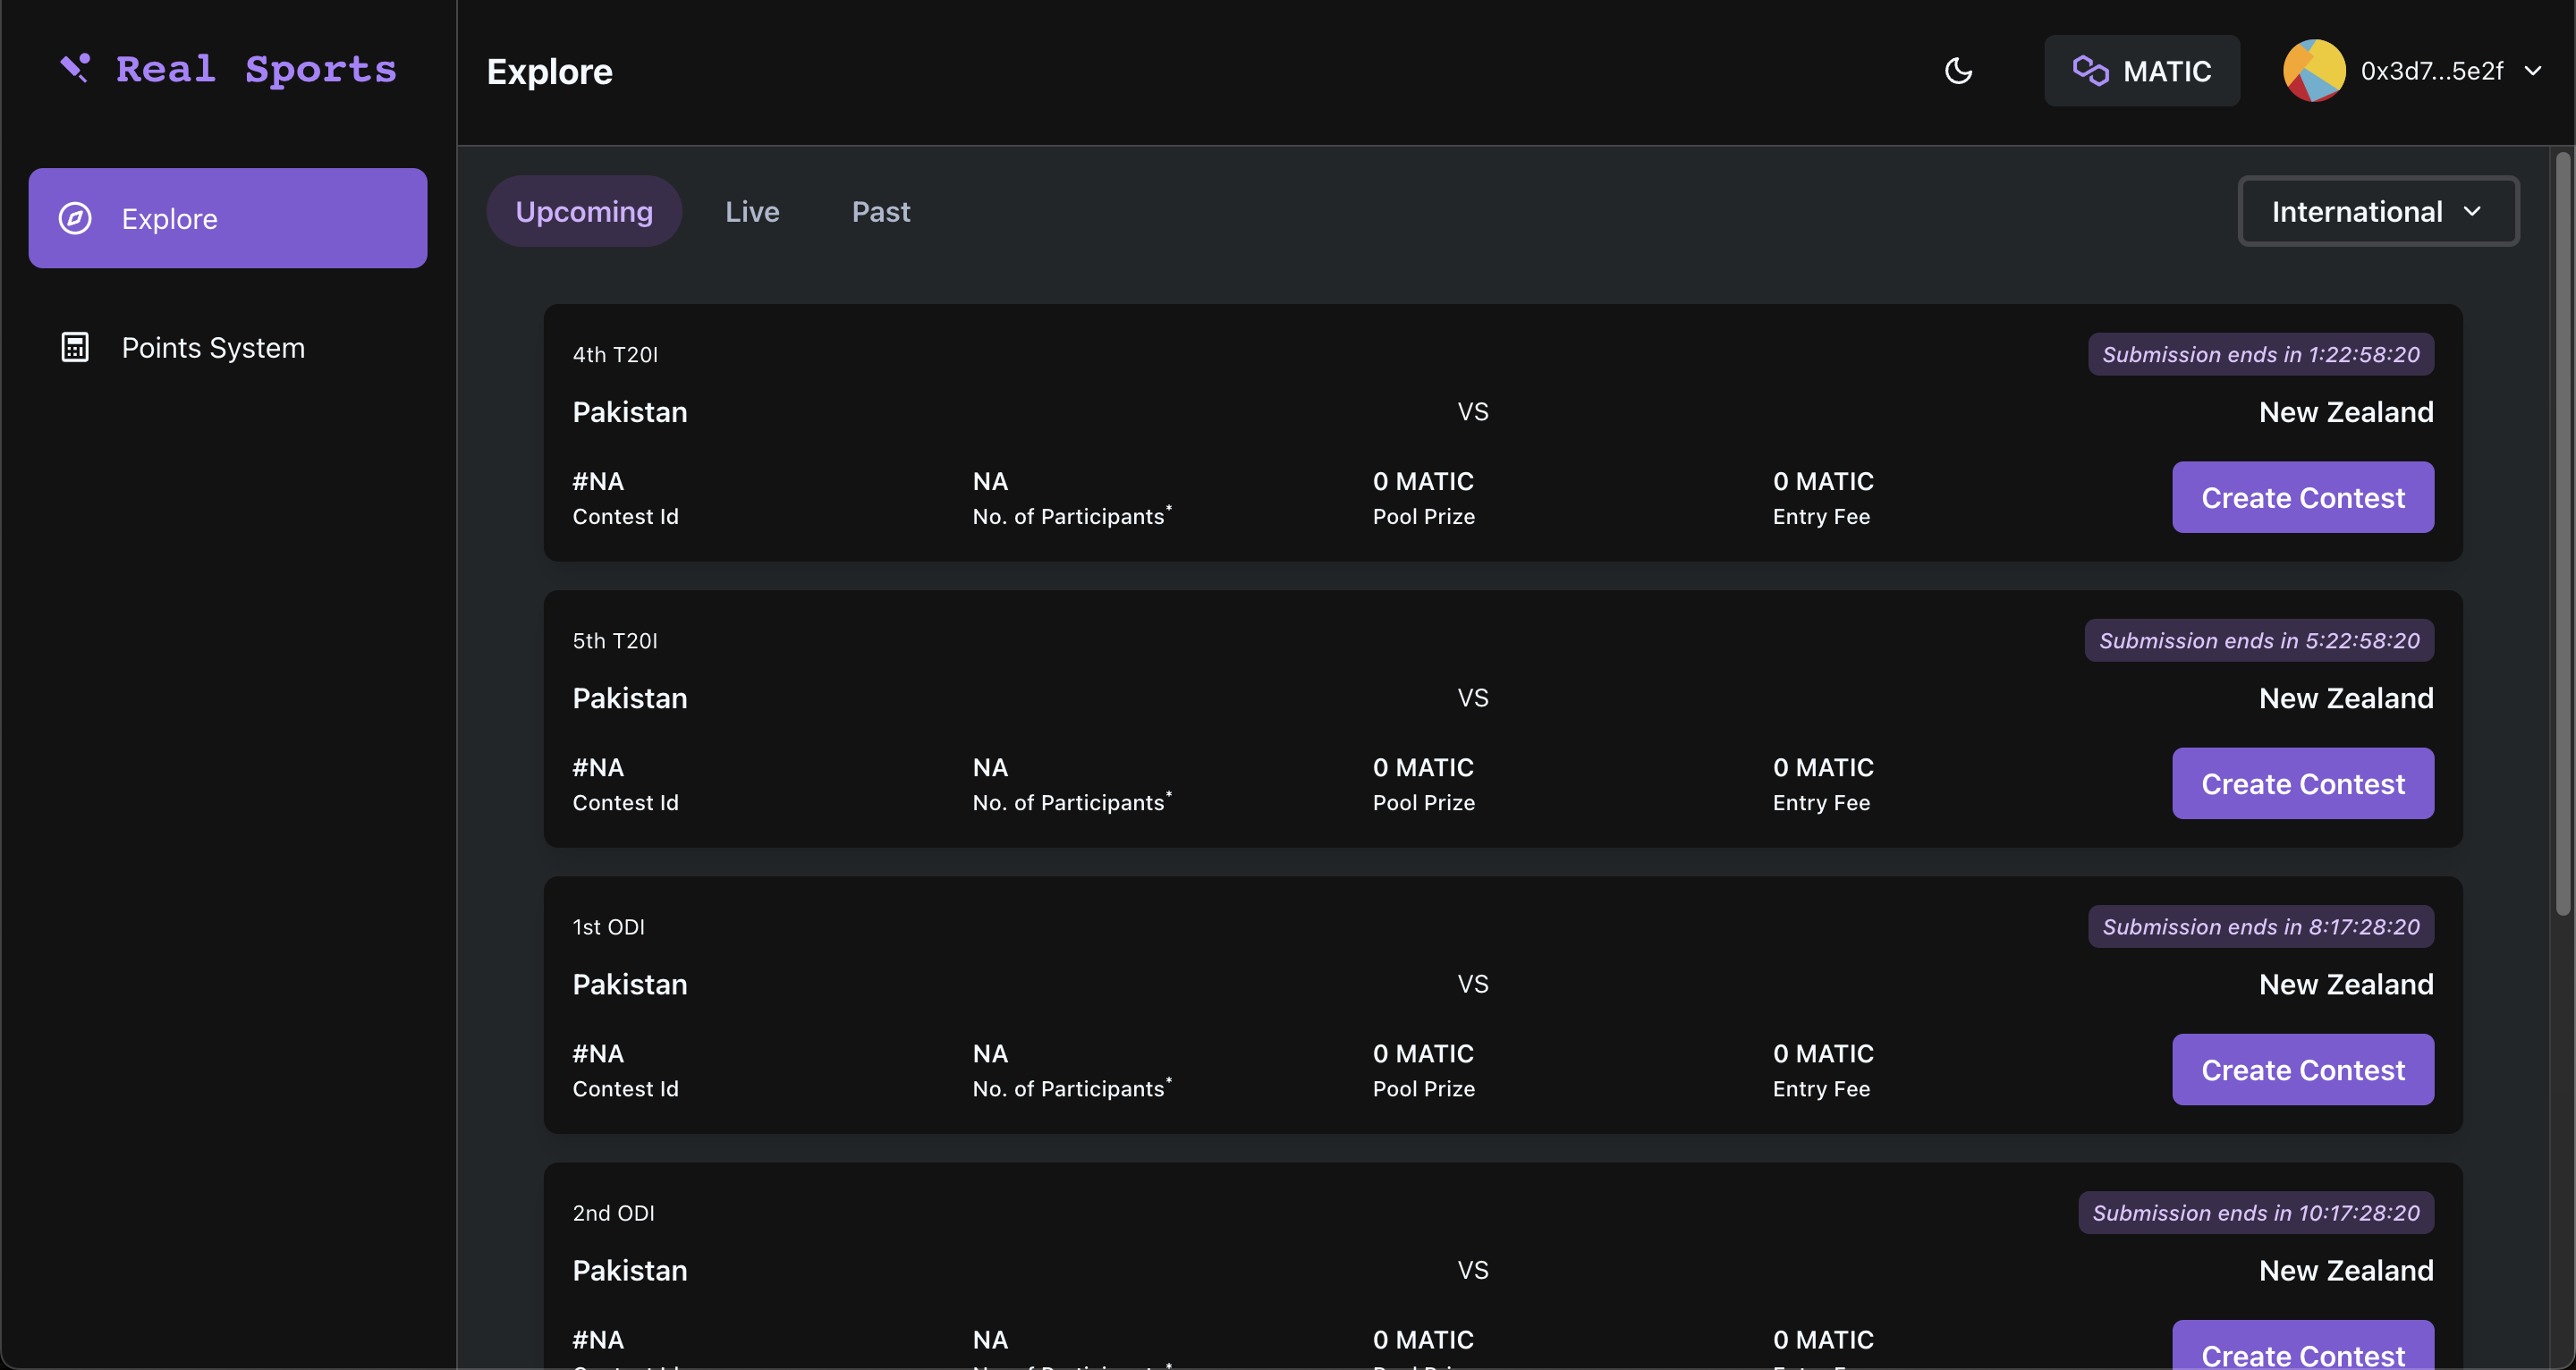 Real Sports
Explore
MATIC
0x3d7...5e2f
Explore
Points System
Upcoming
Live
Past
International
4th T20I
Submission ends in 1:22:58:20
Pakistan
VS
New Zealand
#NA
NA
0 MATIC
0 MATIC
Contest Id
No. of Participants*
Pool Prize
Entry Fee
Create Contest
5th T20I
Submission ends in 5:22:58:20
Pakistan
VS
New Zealand
#NA
NA
0 MATIC
0 MATIC
Contest Id
No. of Participants*
Pool Prize
Entry Fee
Create Contest
1st ODI
Submission ends in 8:17:28:20
Pakistan
VS
New Zealand
#NA
NA
0 MATIC
0 MATIC
Contest Id
No. of Participants*
Pool Prize
Entry Fee
Create Contest
2nd ODI
Submission ends in 10:17:28:20
Pakistan
VS
New Zealand
#NA
NA
0 MATIC
0 MATIC
Create Contest